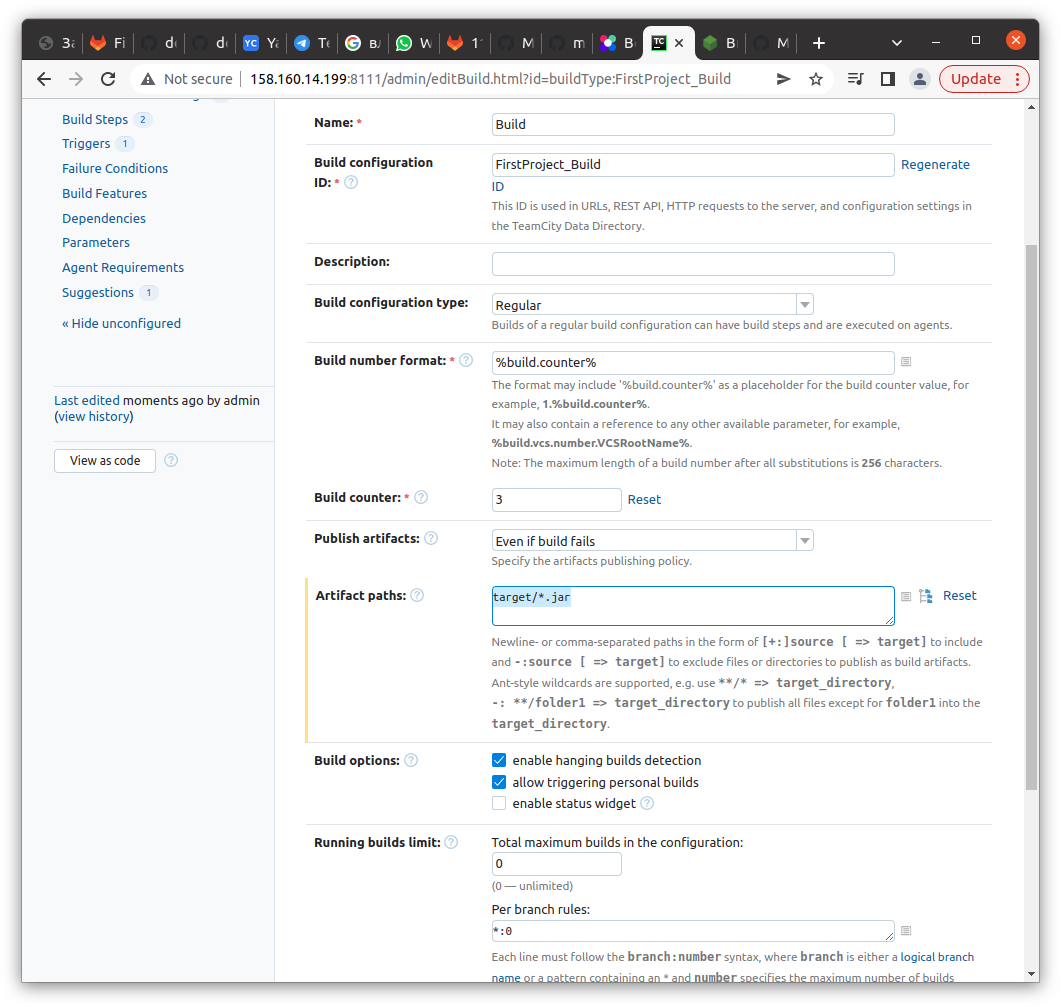 За
Fi
YC
Ya
Te
W
M
m
B
TC
Not secure
158.160.14.199:8111/admin/editBuild.html?id=buildType:FirstProject_Build
Update
Build Steps 2
Triggers 1
Failure Conditions
Build Features
Dependencies
Parameters
Agent Requirements
Suggestions 1
« Hide unconfigured
Last edited moments ago by admin
(view history)
View as code ?
Name: *
Build
Build configuration
ID: * ?
FirstProject_Build
Regenerate
ID
This ID is used in URLs, REST API, HTTP requests to the server, and configuration settings in
the TeamCity Data Directory.
Description:
Build configuration type:
Regular
Builds of a regular build configuration can have build steps and are executed on agents.
Build number format: * ?
%build.counter%
The format may include '%build.counter%' as a placeholder for the build counter value, for
example, 1.%build.counter%.
It may also contain a reference to any other available parameter, for example,
%build.vcs.number.VCSRootName%.
Note: The maximum length of a build number after all substitutions is 256 characters.
Build counter: * ?
3
Reset
Publish artifacts: ?
Even if build fails
Specify the artifacts publishing policy.
Artifact paths: ?
target/*.jar
Reset
Newline- or comma-separated paths in the form of [+:]source [ => target] to include
and -:source [ => target] to exclude files or directories to publish as build artifacts.
Ant-style wildcards are supported, e.g. use **/* => target_directory,
-: **/folder1 => target_directory to publish all files except for folder1 into the
target_directory.
Build options: ?
enable hanging builds detection
allow triggering personal builds
enable status widget ?
Running builds limit: ?
Total maximum builds in the configuration:
0
(0 — unlimited)
Per branch rules:
*:0
Each line must follow the branch:number syntax, where branch is either a logical branch
name or a pattern containing an * and number specifies the maximum number of builds